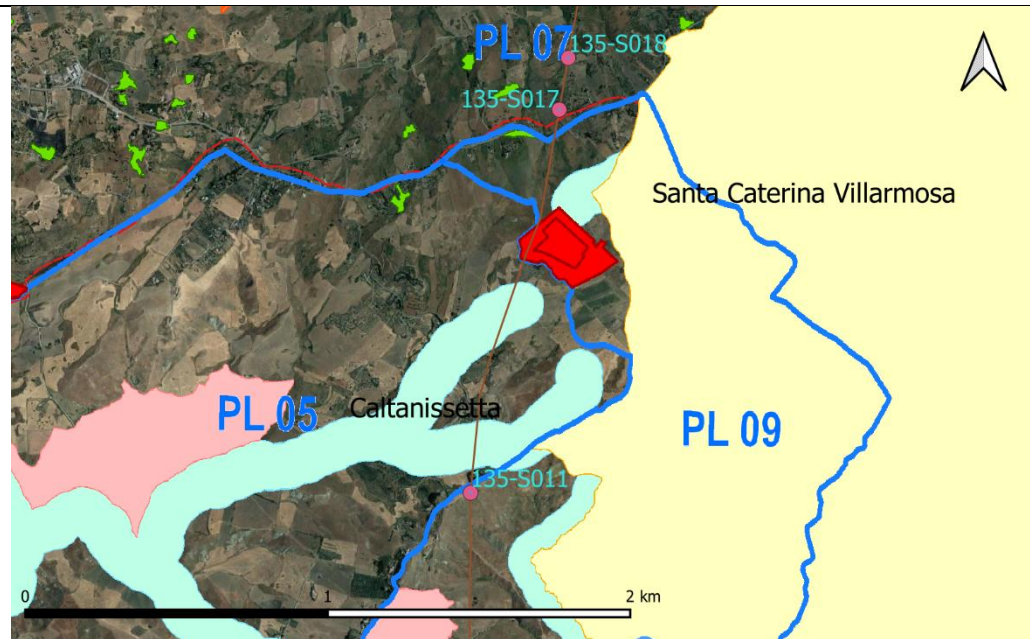 PL 07
135-S018
135-S017
Santa Caterina Villarmosa
PL 05
Caltanissetta
PL 09
135-S011
0
1
2 km